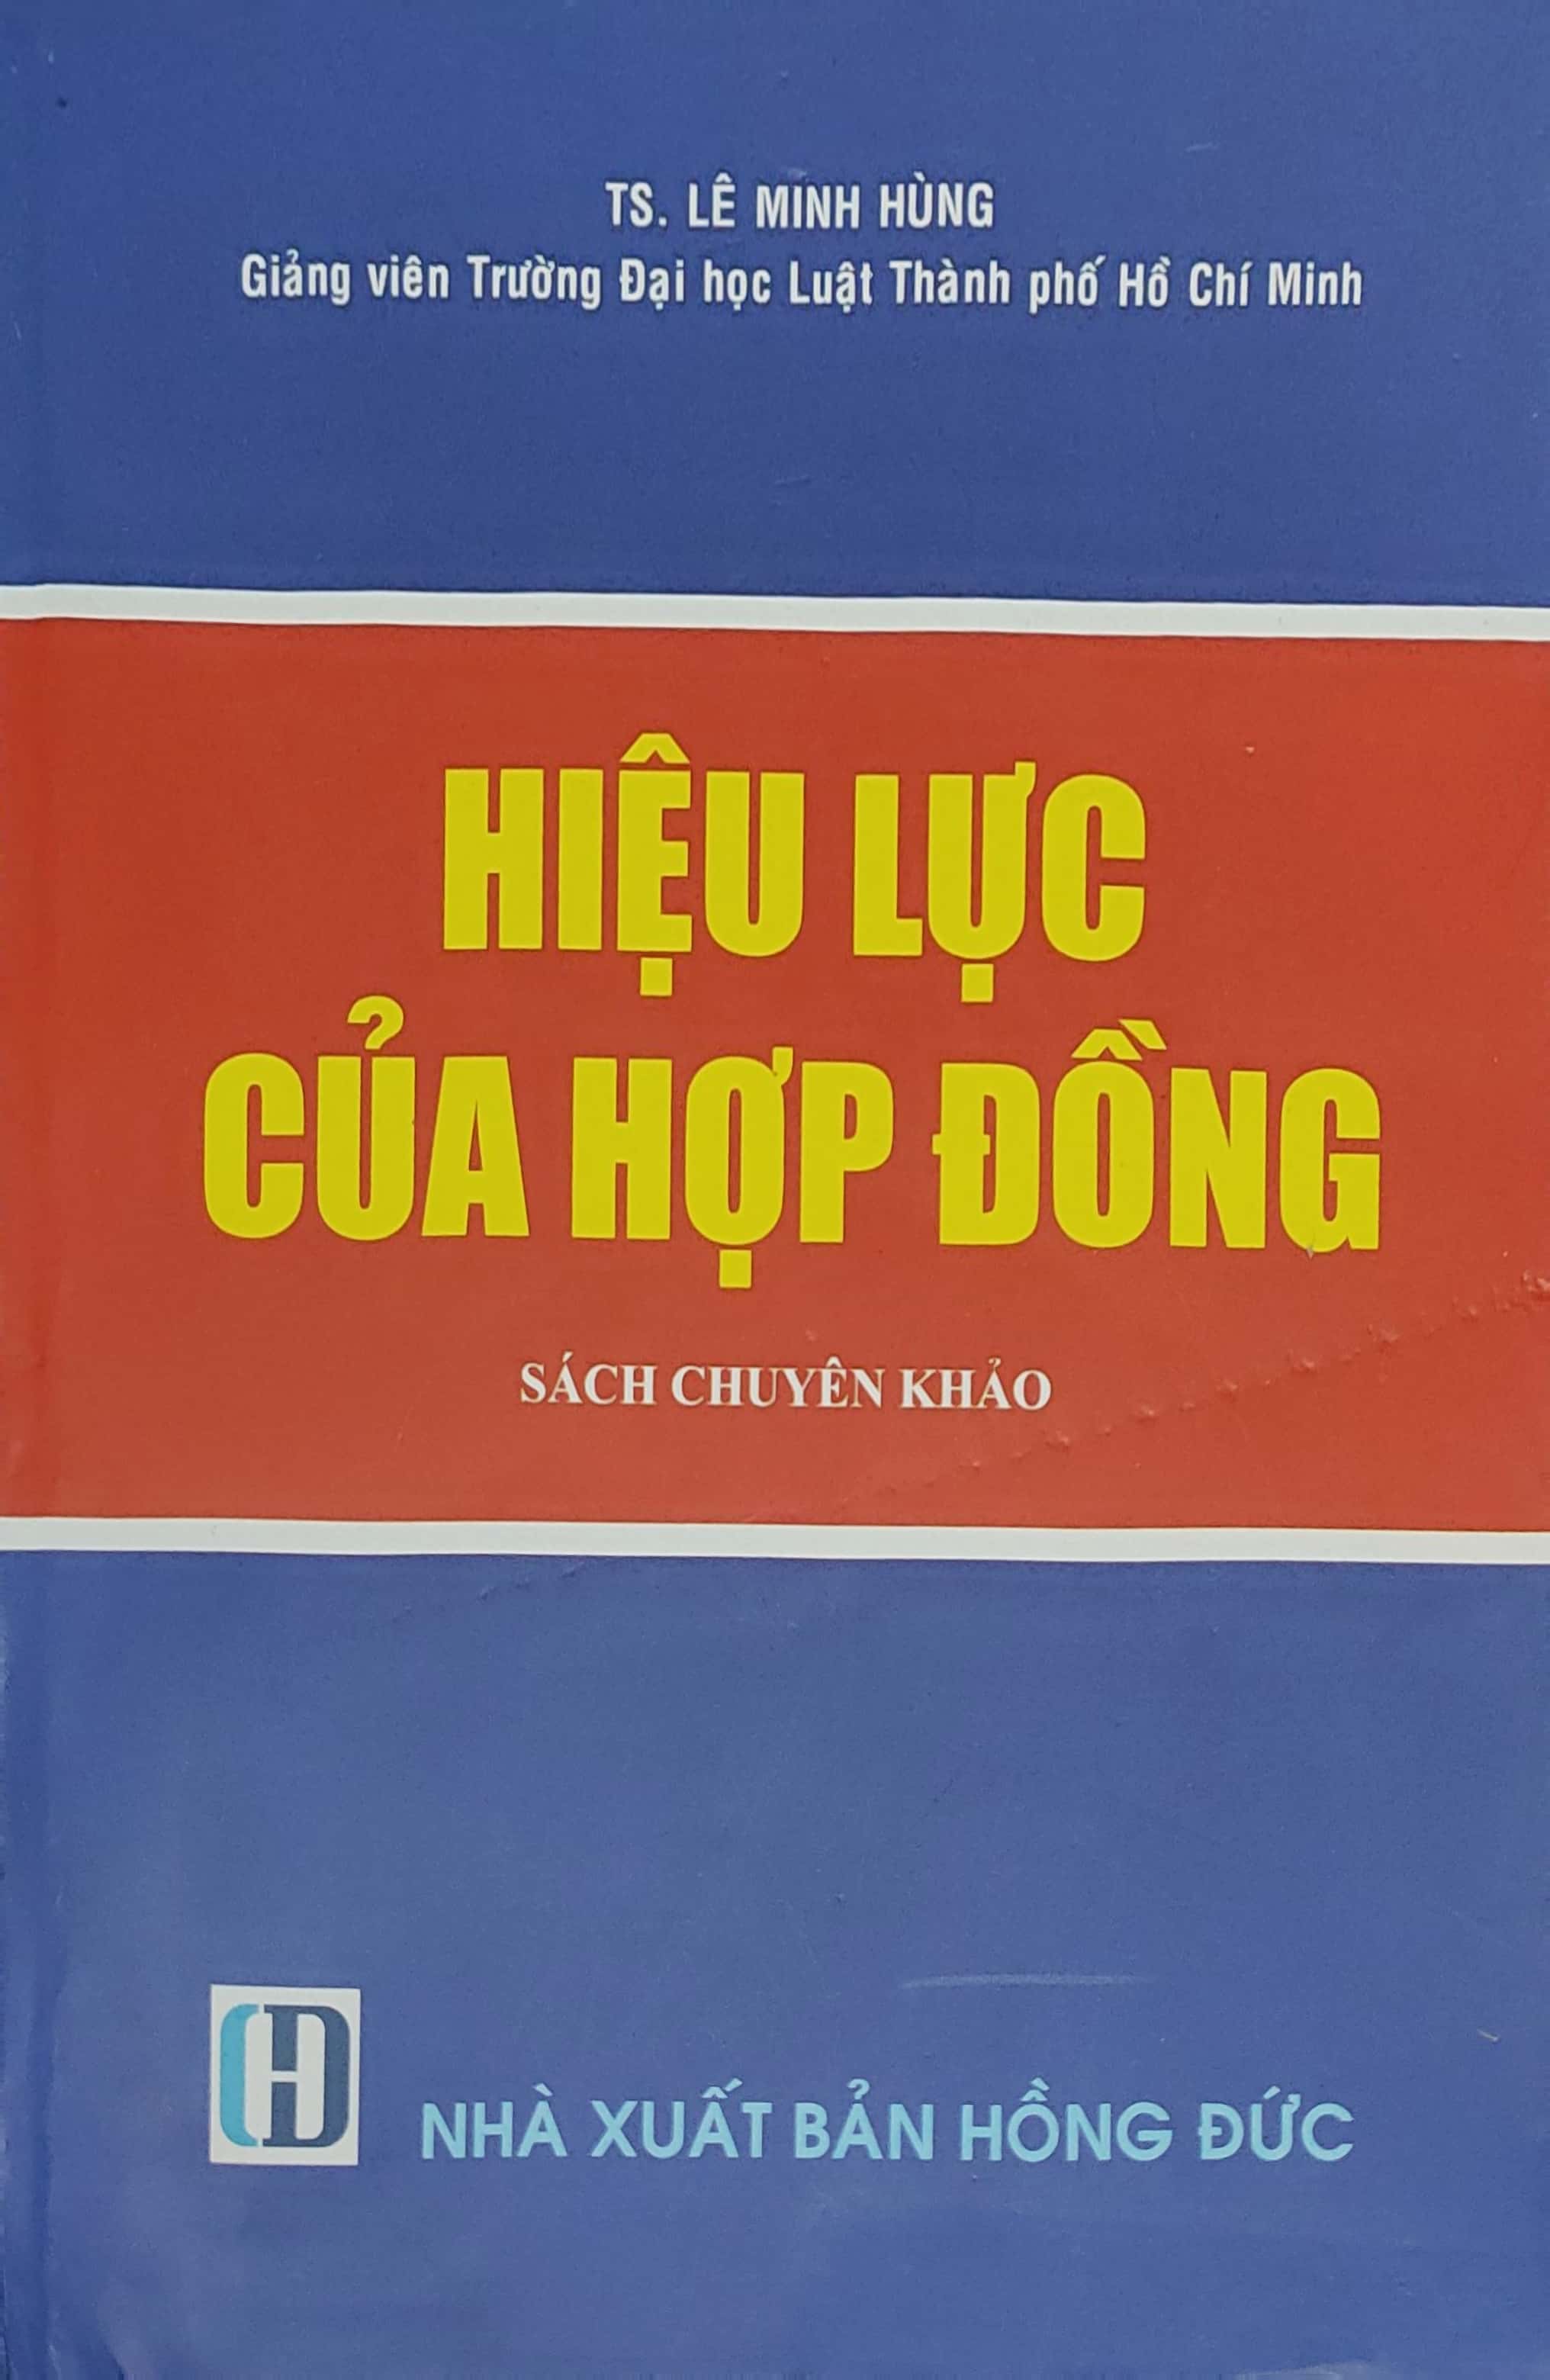 TS. LÊ MINH HÙNG
Giảng viên Trường Đại học Luật Thành phố Hồ Chí Minh
HIỆU LỰC
CỦA HỢP ĐỒNG
SÁCH CHUYÊN KHẢO
HD
NHÀ XUẤT BẢN HỒNG ĐỨC